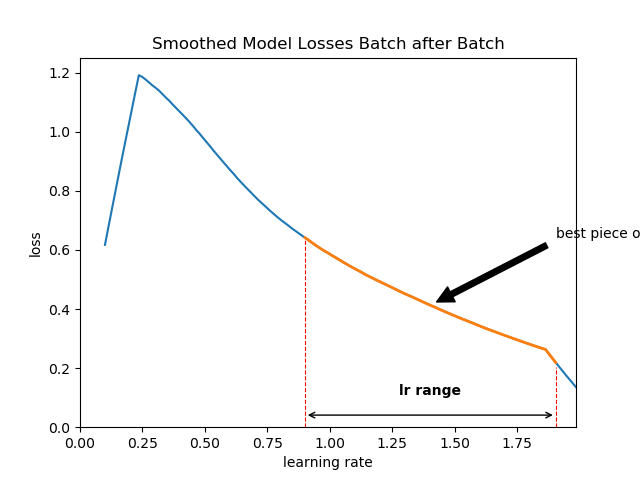 Smoothed Model Losses Batch after Batch
1.2
1.0
0.8
0.6
0.4
0.2
0.0
loss
best piece o
lr range
0.00 0.25 0.50 0.75 1.00 1.25 1.50 1.75
learning rate